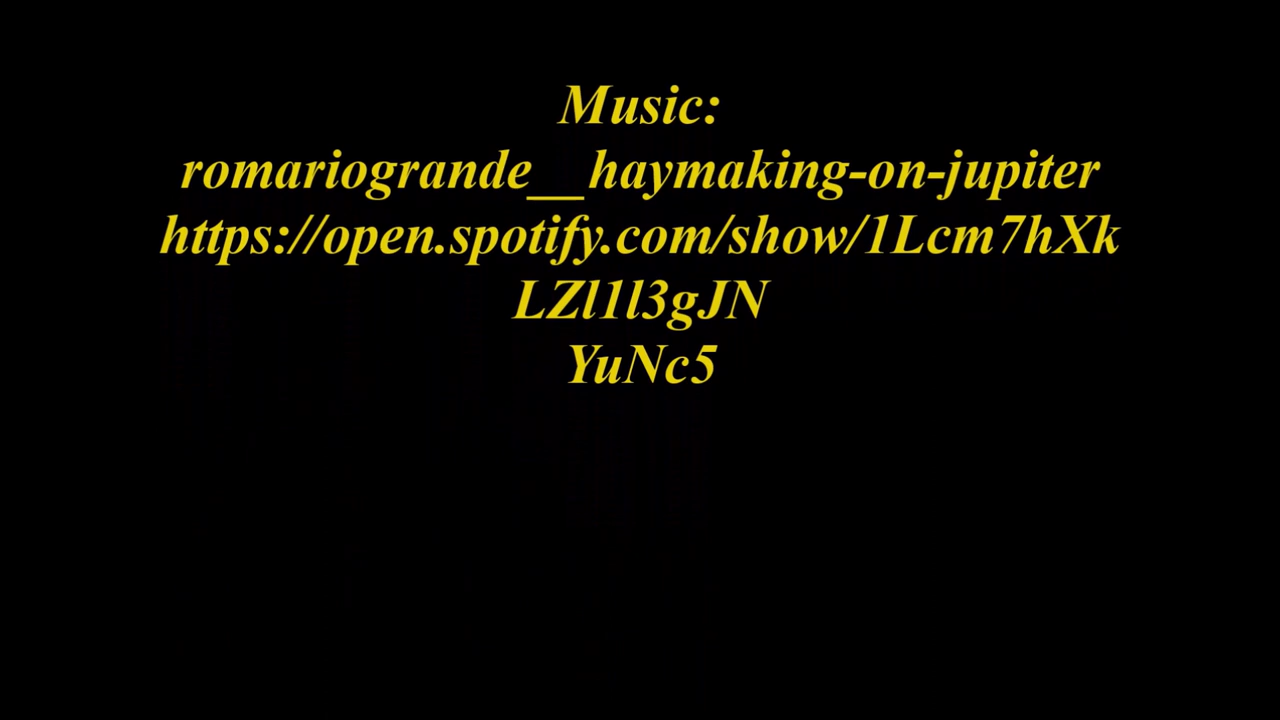 Music:
romariogrande__haymaking-on-jupiter
https://open.spotify.com/show/1Lcm7hXk
LZl1l3gJN
YuNc5